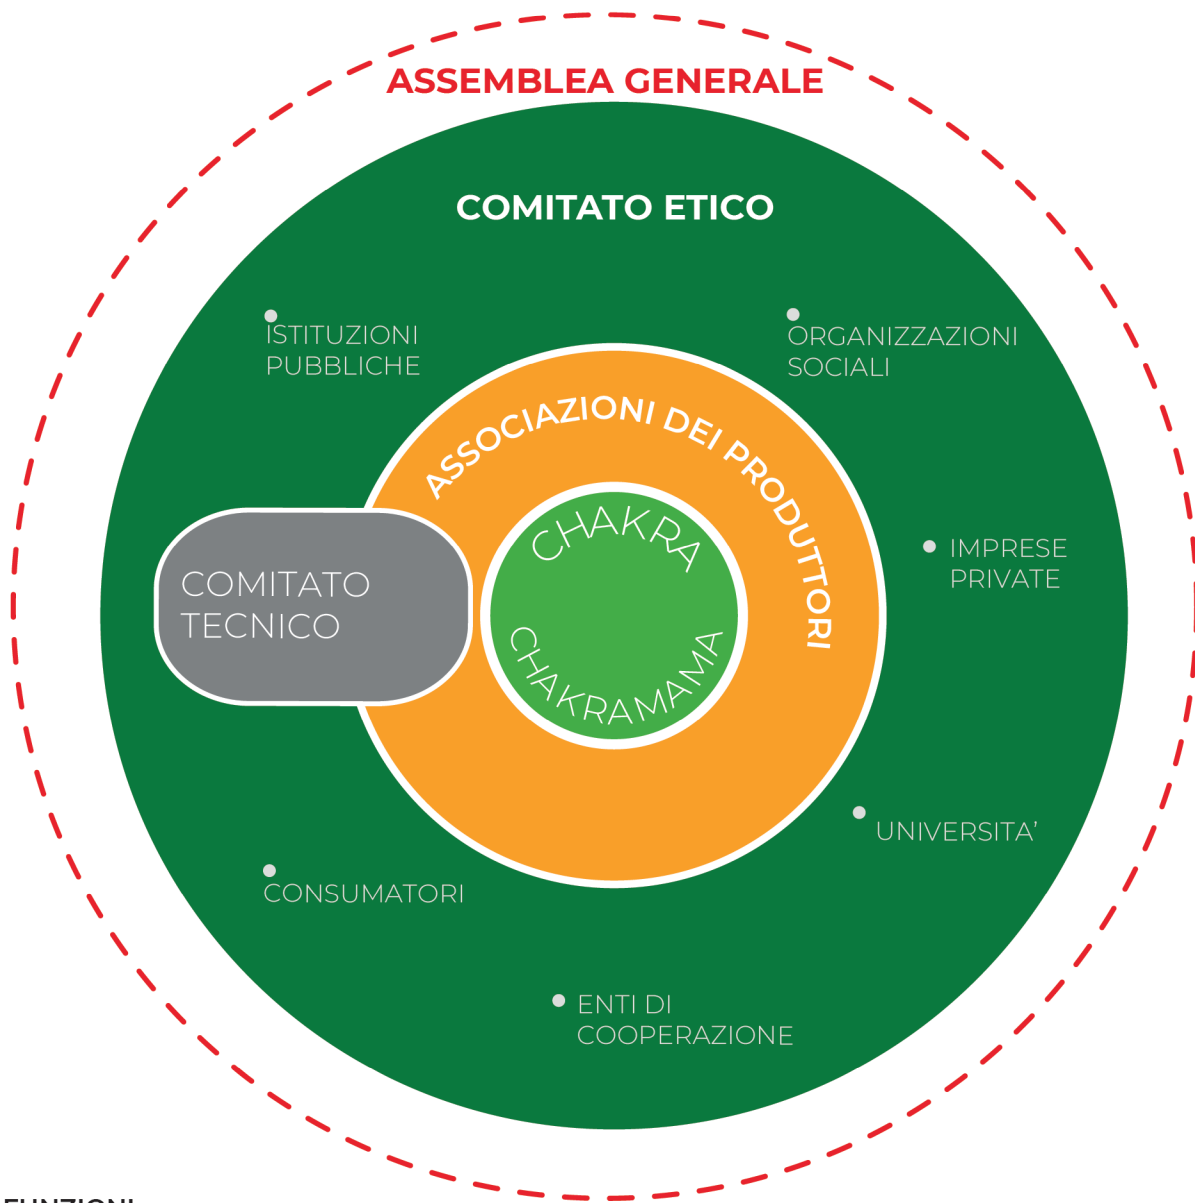 ASSEMBLEA GENERALE
COMITATO ETICO
ISTITUZIONI
PUBBLICHE
ORGANIZZAZIONI
SOCIALI
ASSOCIAZIONI DEI PRODUTTORI
CHAKRA
CHAKRAMAMA
COMITATO
TECNICO
IMPRESE
PRIVATE
UNIVERSITA'
CONSUMATORI
ENTI DI
COOPERAZIONE
FUNZIONI